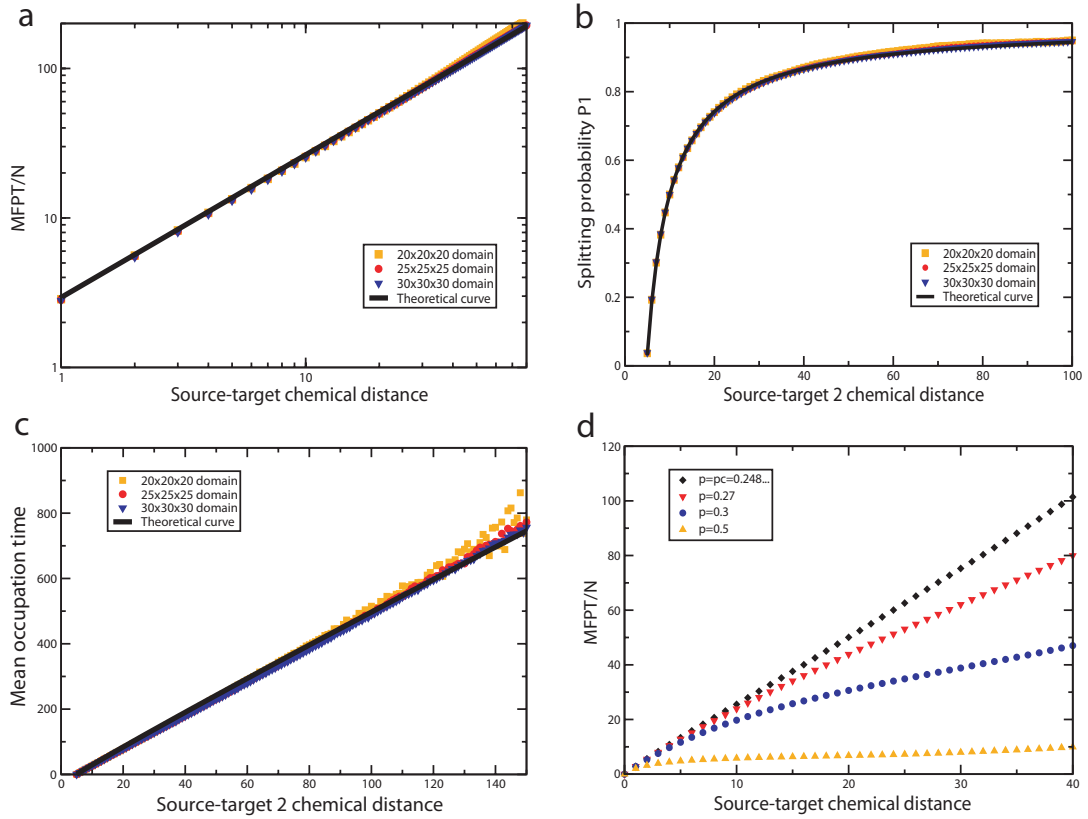 a
100
10
1
MFPT/N
20x20x20 domain
25x25x25 domain
30x30x30 domain
Theoretical curve
1
10
Source-target chemical distance
b
1
0.8
0.6
0.4
0.2
0
Splitting probability P1
20x20x20 domain
25x25x25 domain
30x30x30 domain
Theoretical curve
0
20
40
60
80
100
Source-target 2 chemical distance
c
1000
800
600
400
200
0
Mean occupation time
20x20x20 domain
25x25x25 domain
30x30x30 domain
Theoretical curve
0
20
40
60
80
100
120
140
Source-target 2 chemical distance
d
120
100
80
60
40
20
0
MFPT/N
p=pc=0.248...
p=0.27
p=0.3
p=0.5
0
10
20
30
40
Source-target chemical distance